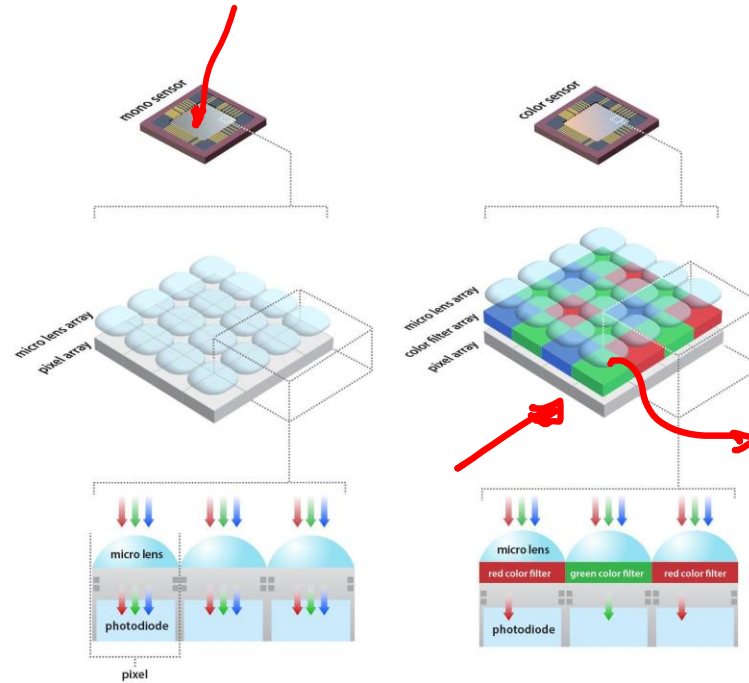 mono sensor
color sensor
micro lens array
pixel array
micro lens array
color filter array
pixel array
micro lens
photodiode
pixel
micro lens
red color filter
green color filter
red color filter
photodiode